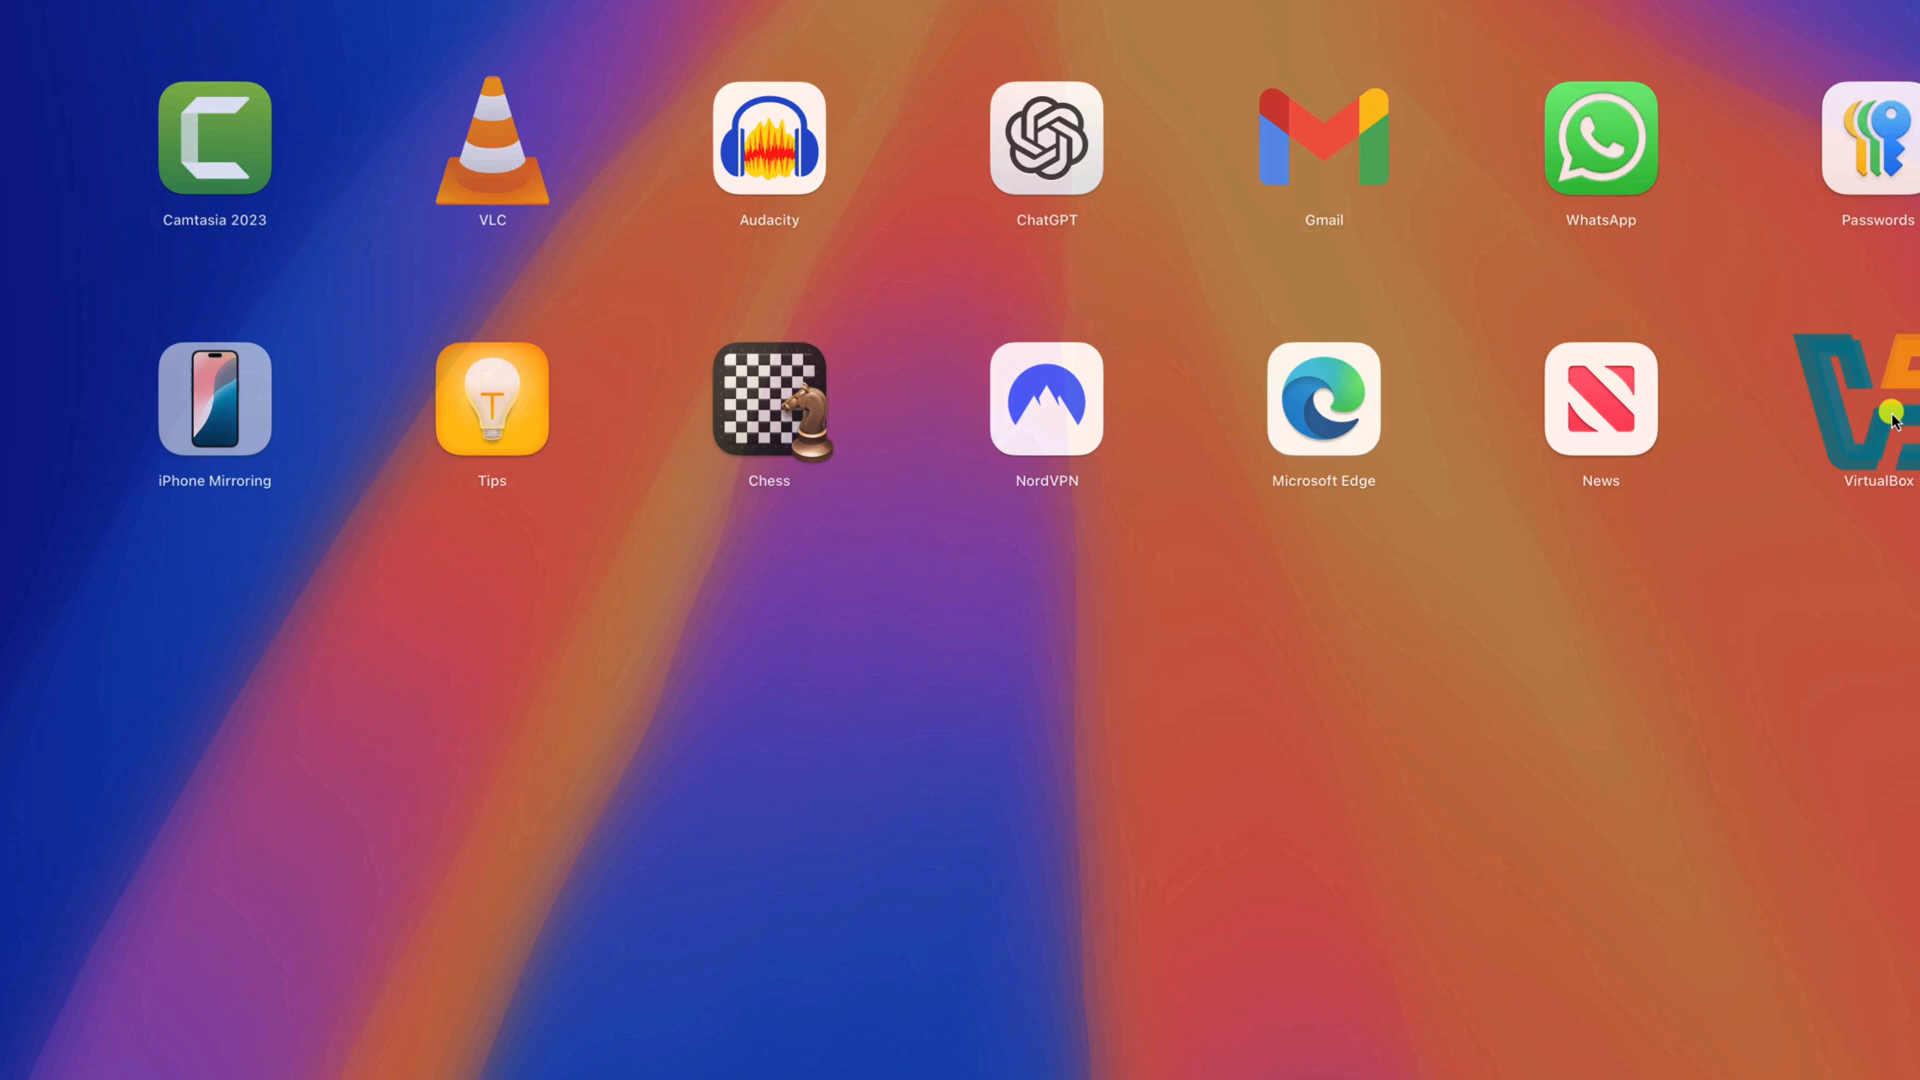 Camtasia 2023
VLC
Audacity
ChatGPT
Gmail
WhatsApp
Passwords
iPhone Mirroring
Tips
Chess
NordVPN
Microsoft Edge
News
VirtualBox